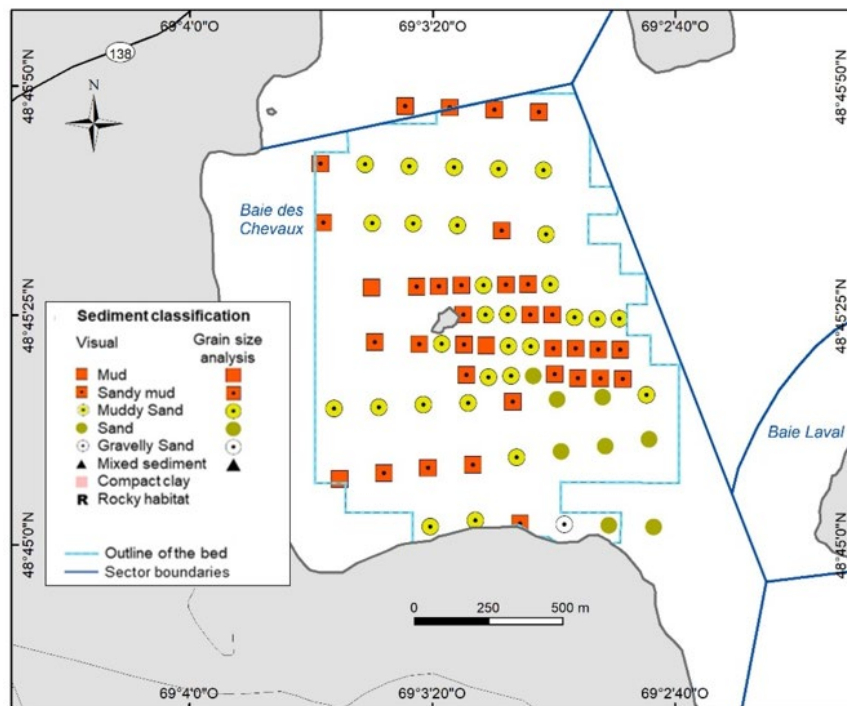 69°4'0"O 69°3'20"O 69°2'40"O
138
N
48°45'50"N 48°45'50"N
Baie des
Chevaux
48°45'25"N 48°45'25"N
Sediment classification
Visual Grain size
analysis
Mud
Sandy mud
Muddy Sand
Sand
Gravelly Sand
Mixed sediment
Compact clay
R Rocky habitat
Outline of the bed
Sector boundaries
Baie Laval
48°45'0"N 48°45'0"N
0 250 500 m
69°4'0"O 69°3'20"O 69°2'40"O